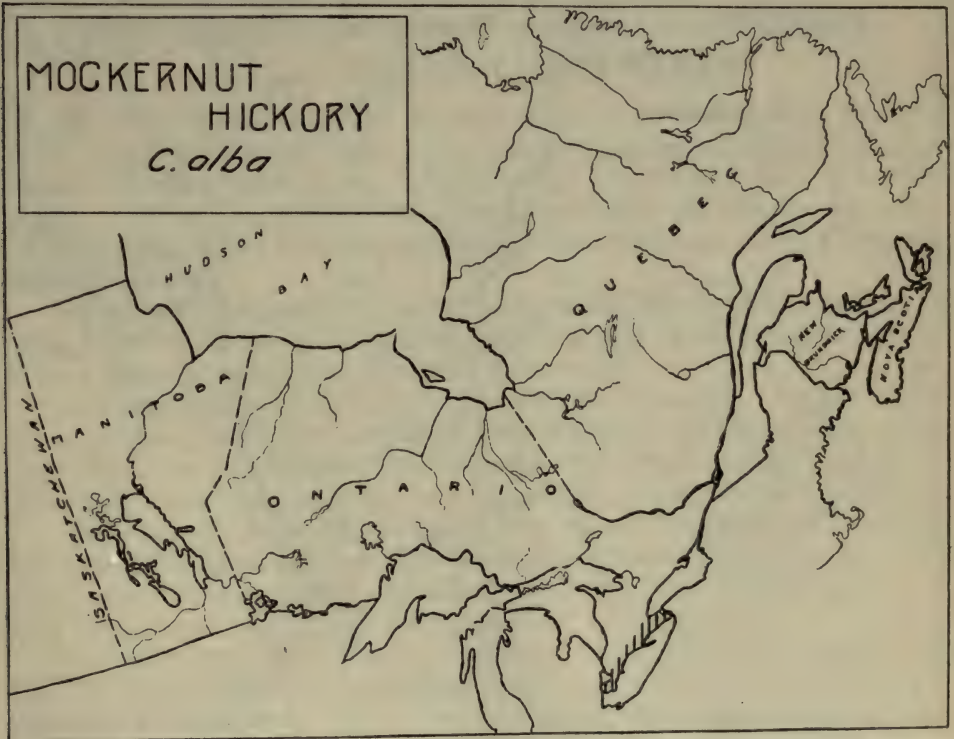 MOCKERNUT
HICKORY
C. alba
HUDSON
BAY
QUEBEC
NEW
BRUNSWICK
NOVA SCOTIA
MANITOBA
SASKATCHEWAN
ONTARIO